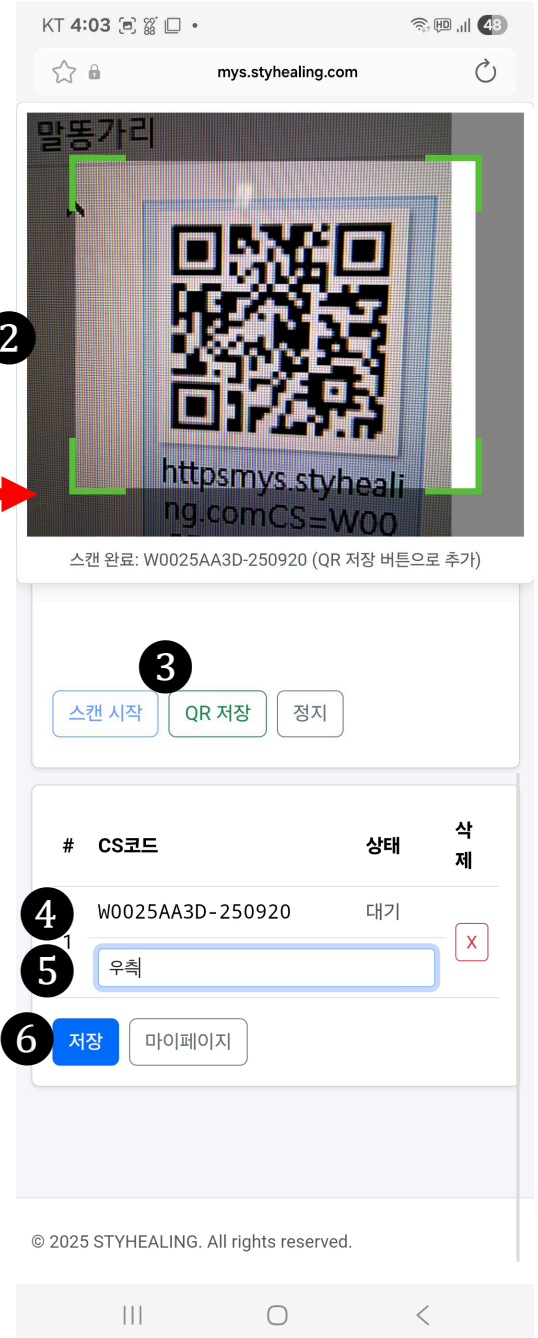 KT 4:03 48
mys.styhealing.com
말똥가리
2
httpsmys.styheali
ng.comCS=W00
스캔 완료: W0025AA3D-250920 (QR 저장 버튼으로 추가)
3
스캔 시작 QR 저장 정지
# CS코드 상태 삭
제
4 W0025AA3D-250920 대기
1 X
5 우측
6 저장 마이페이지
© 2025 STYHEALING. All rights reserved.